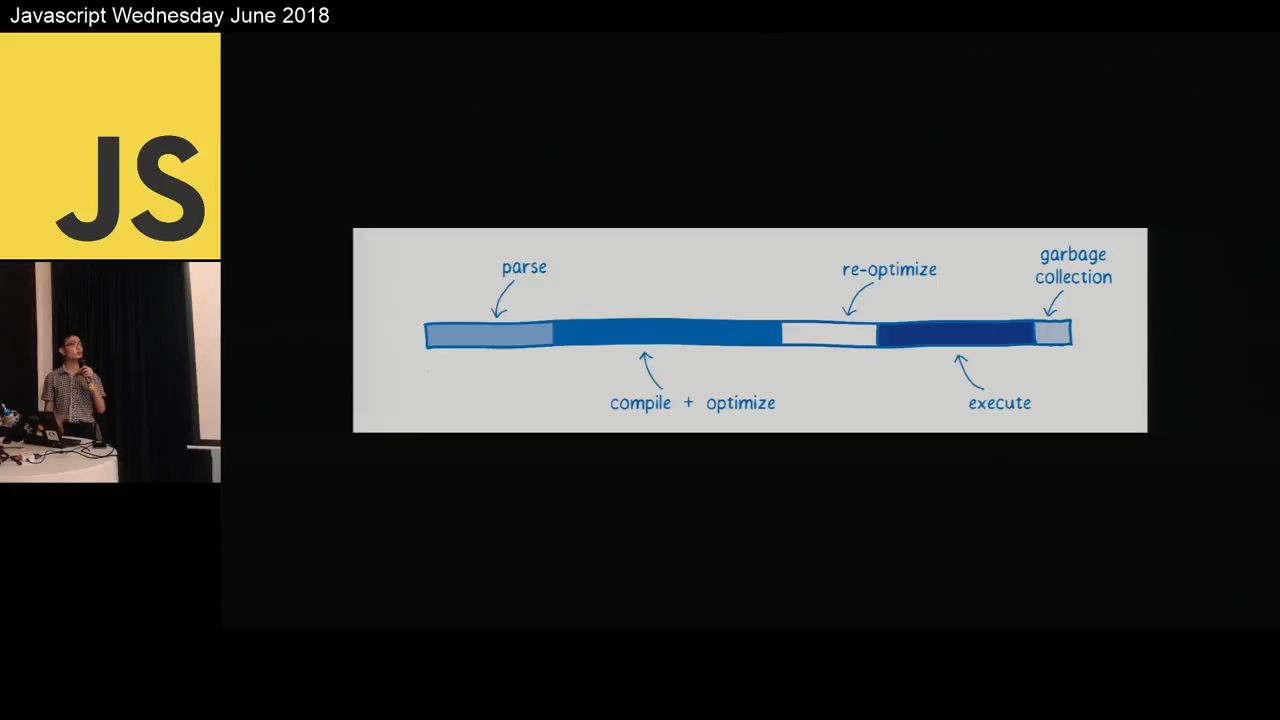 Javascript Wednesday June 2018
JS
parse
re-optimize
garbage
collection
compile + optimize
execute